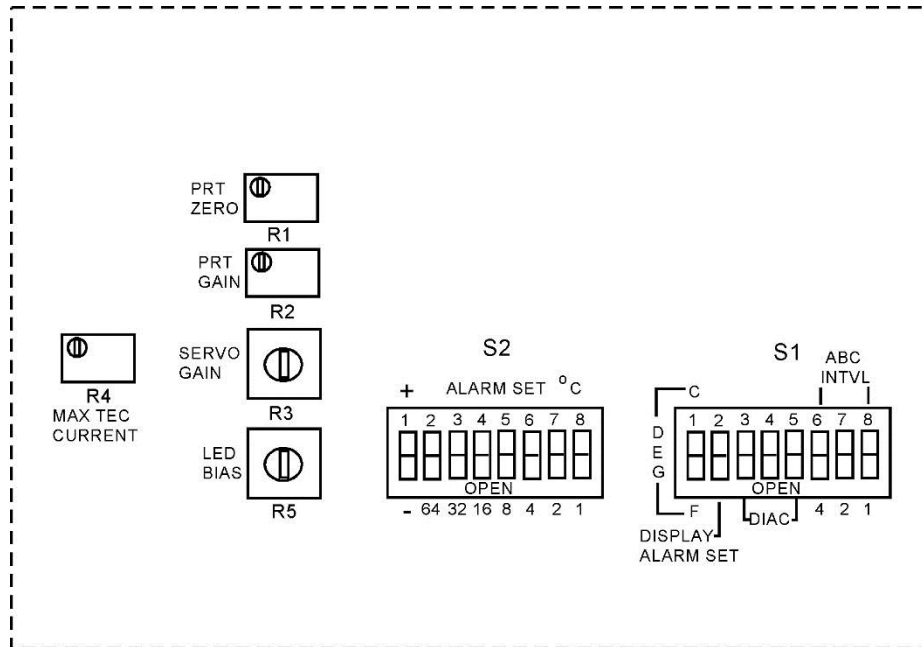 PRT
ZERO
R1
PRT
GAIN
R2
SERVO
GAIN
R3
LED
BIAS
R5
R4
MAX TEC
CURRENT
S2
+ ALARM SET °C
1 2 3 4 5 6 7 8
OPEN
- 64 32 16 8 4 2 1
S1
ABC
INTVL
C
1 2 3 4 5 6 7 8
D
E
G
OPEN
F
DIAC 4 2 1
DISPLAY
ALARM SET